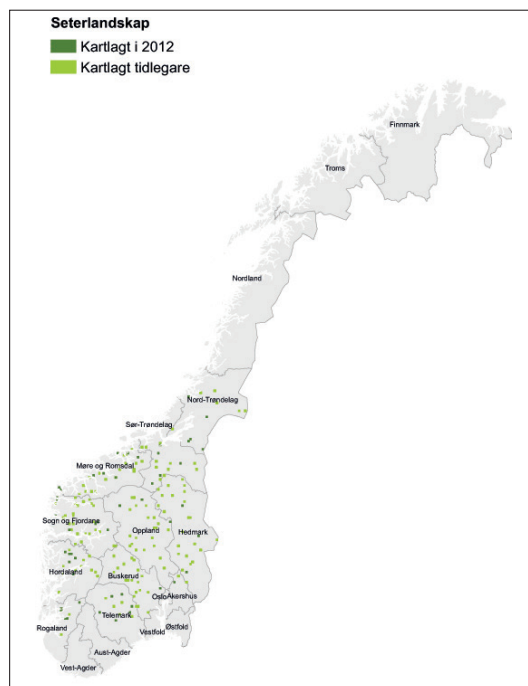 Seterlandskap
Kartlagt i 2012
Kartlagt tidlegare
Finnmark
Troms
Nordland
Nord-Trøndelag
Sør-Trøndelag
Møre og Romsdal
Sogn og Fjordane
Oppland
Hedmark
Hordaland
Buskerud
Oslo
Akershus
Telemark
Rogaland
Vestfold
Østfold
Aust-Agder
Vest-Agder